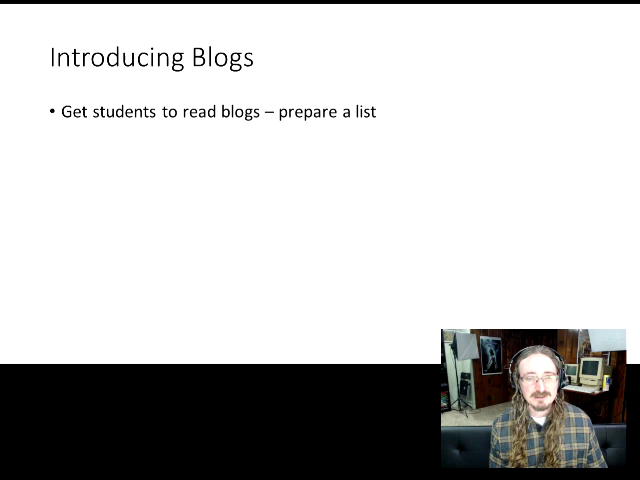 Introducing Blogs
• Get students to read blogs – prepare a list